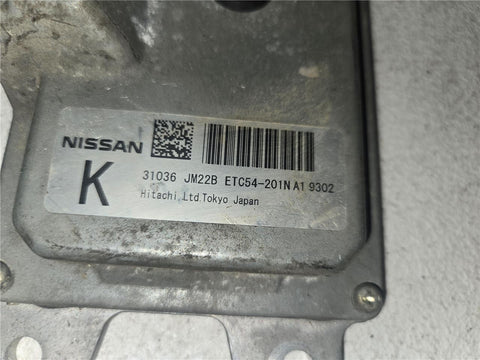 NISSAN
K
31036 JM22B ETC54-201N A1 9302
Hitachi, Ltd. Tokyo Japan